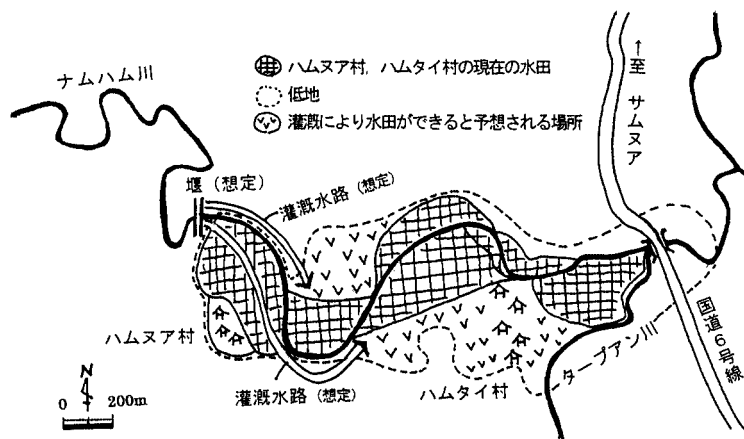 ナムハム川
ハムヌア村，ハムタイ村の現在の水田
低地
灌漑により水田ができると予想される場所
↑至 サムヌア
堰（想定）
灌漑水路（想定）
ハムヌア村
灌漑水路（想定）
ハムタイ村
タープアン川
国道6号線
N
0 200m